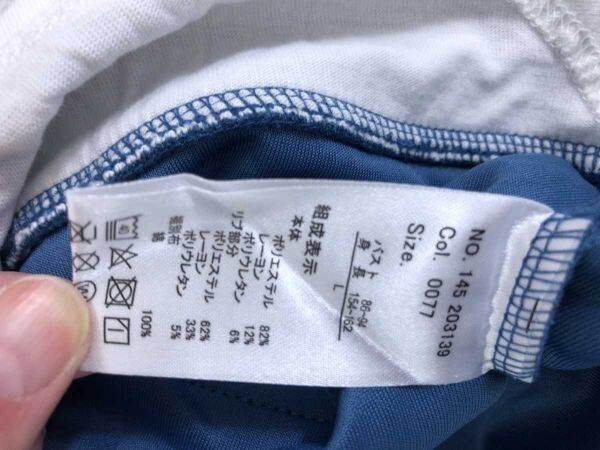 NO. 145 203139
Col. 0077
Size.
バスト 86-94
身長 154-162
L
組成表示
本体
ポリエステル 82%
レーヨン 12%
ポリウレタン 6%
リブ部分
ポリエステル 62%
レーヨン 33%
ポリウレタン 5%
綿 100%